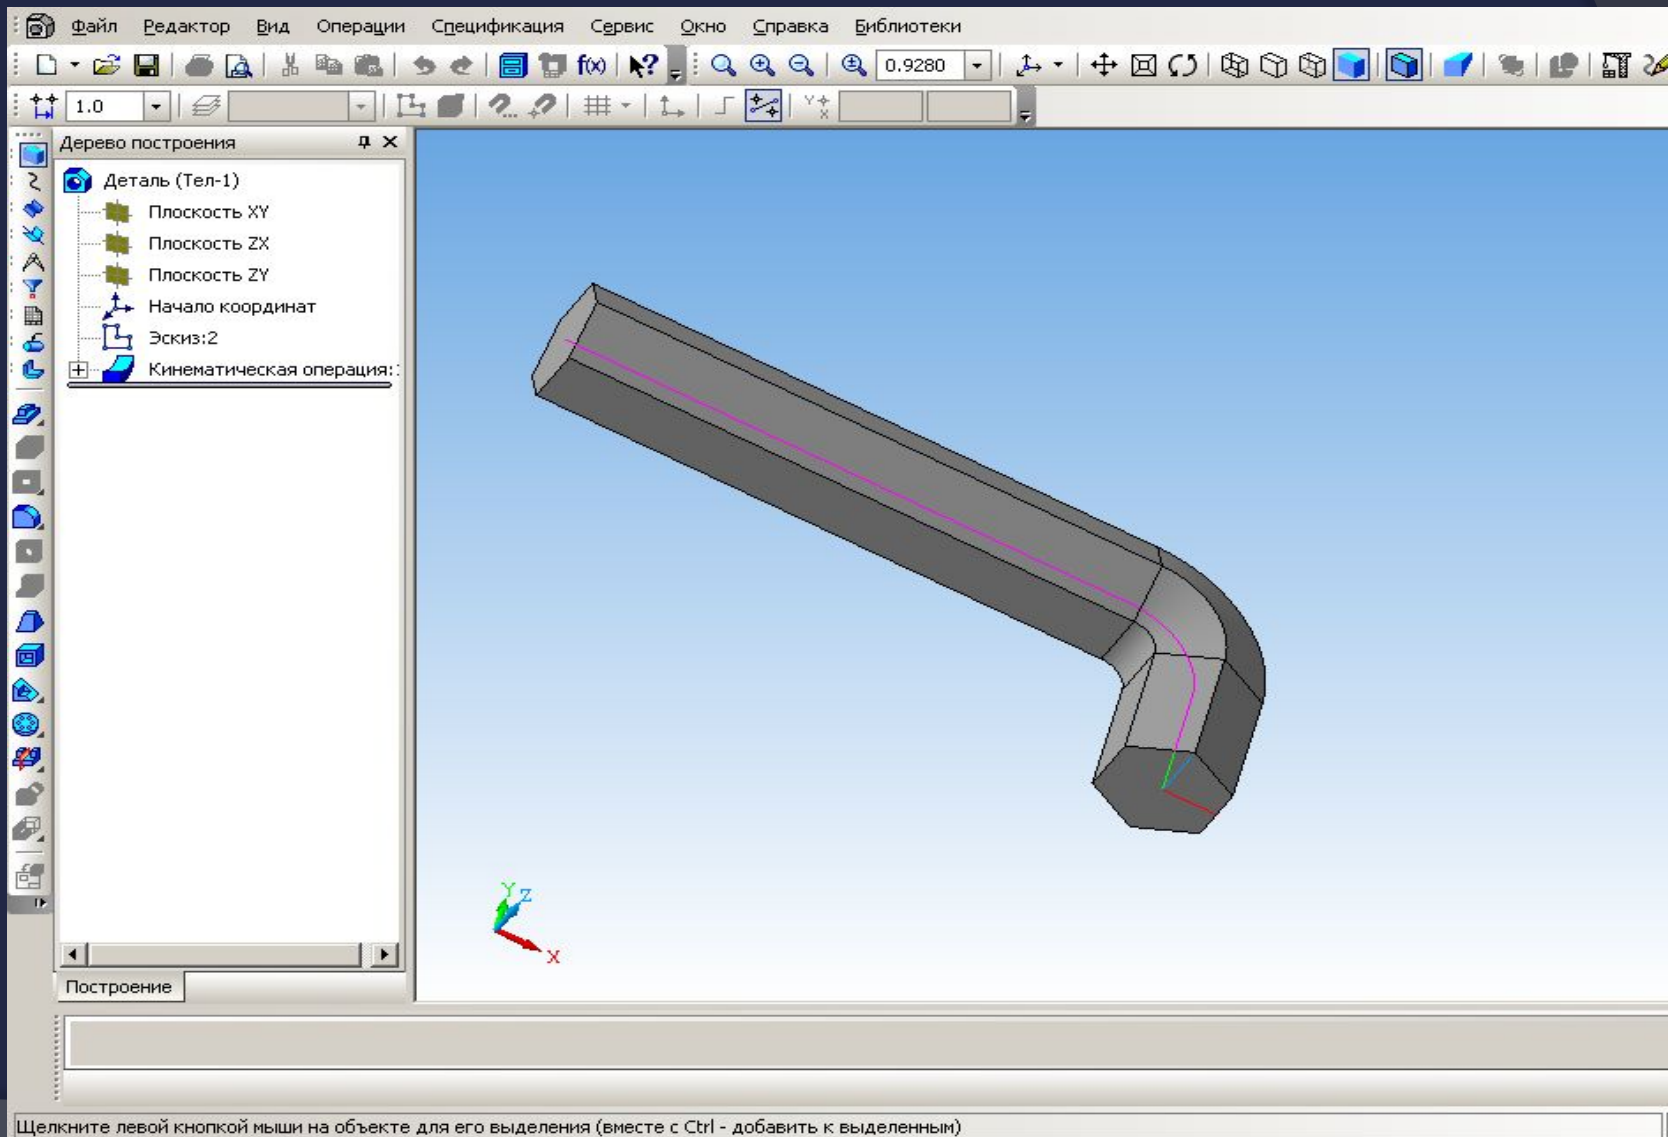 Файл Редактор Вид Операции Спецификация Сервис Окно Справка Библиотеки
f(x) ? 0.9280
1.0
Дерево построения
Деталь (Тел-1)
Плоскость XY
Плоскость ZX
Плоскость ZY
Начало координат
Эскиз:2
Кинематическая операция:
Y Z
X
Построение
Щелкните левой кнопкой мыши на объекте для его выделения (вместе с Ctrl - добавить к выделенным)